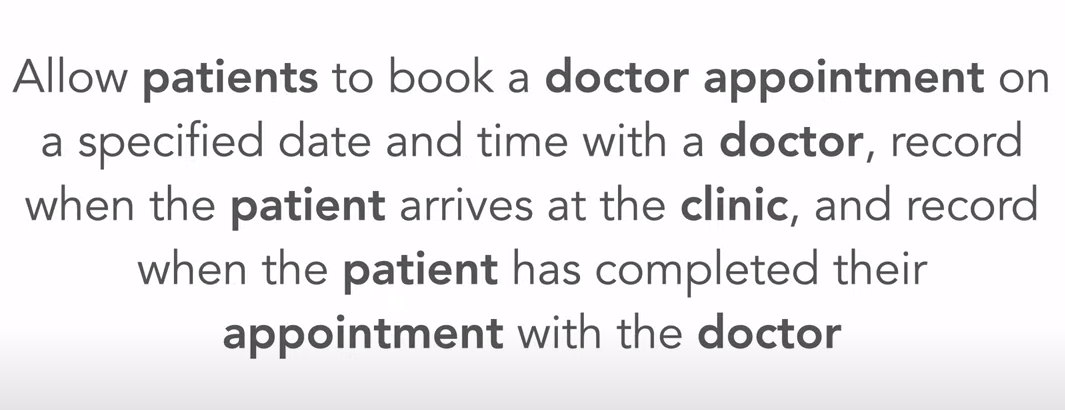 Allow patients to book a doctor appointment on
a specified date and time with a doctor, record
when the patient arrives at the clinic, and record
when the patient has completed their
appointment with the doctor